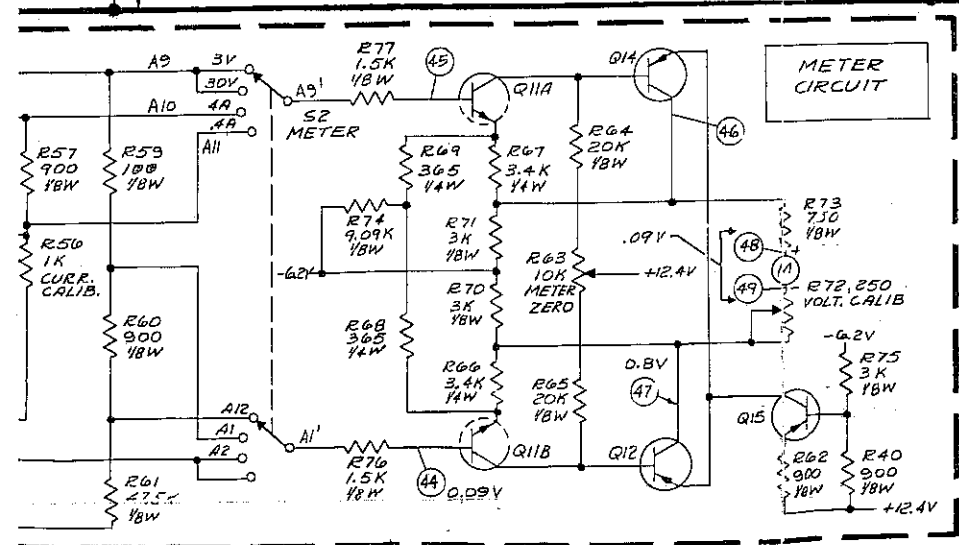 METER
CIRCUIT
A9
3V
30V
A10
.4A
.4A
A11
A9'
S2
METER
R77
1.5K
1/8W
45
Q11A
Q14
46
R57
900
1/8W
R59
100
1/8W
R69
365
1/4W
R67
3.4K
1/4W
R64
20K
1/8W
R74
9.09K
1/8W
R71
3K
1/8W
-6.2V
R56
1K
CURR.
CALIB.
R63
10K
METER
ZERO
+12.4V
.09V
48
+
M
49
-
R73
750
1/8W
R72, 250
VOLT. CALIB
R60
900
1/8W
R70
3K
1/8W
R68
365
1/4W
R66
3.4K
1/4W
R65
20K
1/8W
0.8V
47
-6.2V
R75
3K
1/8W
Q15
A12
A1
A2
A1'
R76
1.5K
1/8W
44
0.09V
Q11B
Q12
R61
1/8W
R62
900
1/8W
R40
900
1/8W
+12.4V